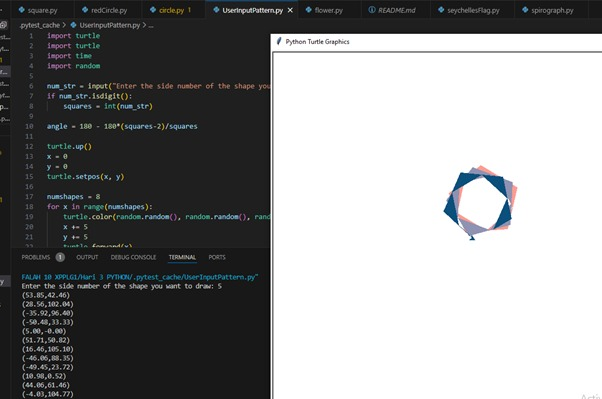 square.py redCircle.py circle.py 1 UserInputPattern.py flower.py README.md seychellesFlag.py spirograph.py
.pytest_cache > UserInputPattern.py > ...
1 import turtle
2 import turtle
3 import time
4 import random
5
6 num_str = input("Enter the side number of the shape you
7 if num_str.isdigit():
8 squares = int(num_str)
9
10 angle = 180 - 180*(squares-2)/squares
11
12 turtle.up()
13 x = 0
14 y = 0
15 turtle.setpos(x, y)
16
17 numshapes = 8
18 for x in range(numshapes):
19 turtle.color(random.random(), random.random(), rand
20 x += 5
21 y += 5
22 turtle.forward(x)
Python Turtle Graphics
PROBLEMS 1 OUTPUT DEBUG CONSOLE TERMINAL PORTS
FALAH 10 XPPLG1/Hari 3 PYTHON/.pytest_cache/UserInputPattern.py"
Enter the side number of the shape you want to draw: 5
(53.85,42.46)
(28.56,102.04)
(-35.92,96.40)
(-50.48,33.33)
(5.00,-0.00)
(51.71,50.82)
(16.46,105.10)
(-46.06,88.35)
(-49.45,23.72)
(10.98,0.52)
(44.06,61.46)
(-4.03,104.77)